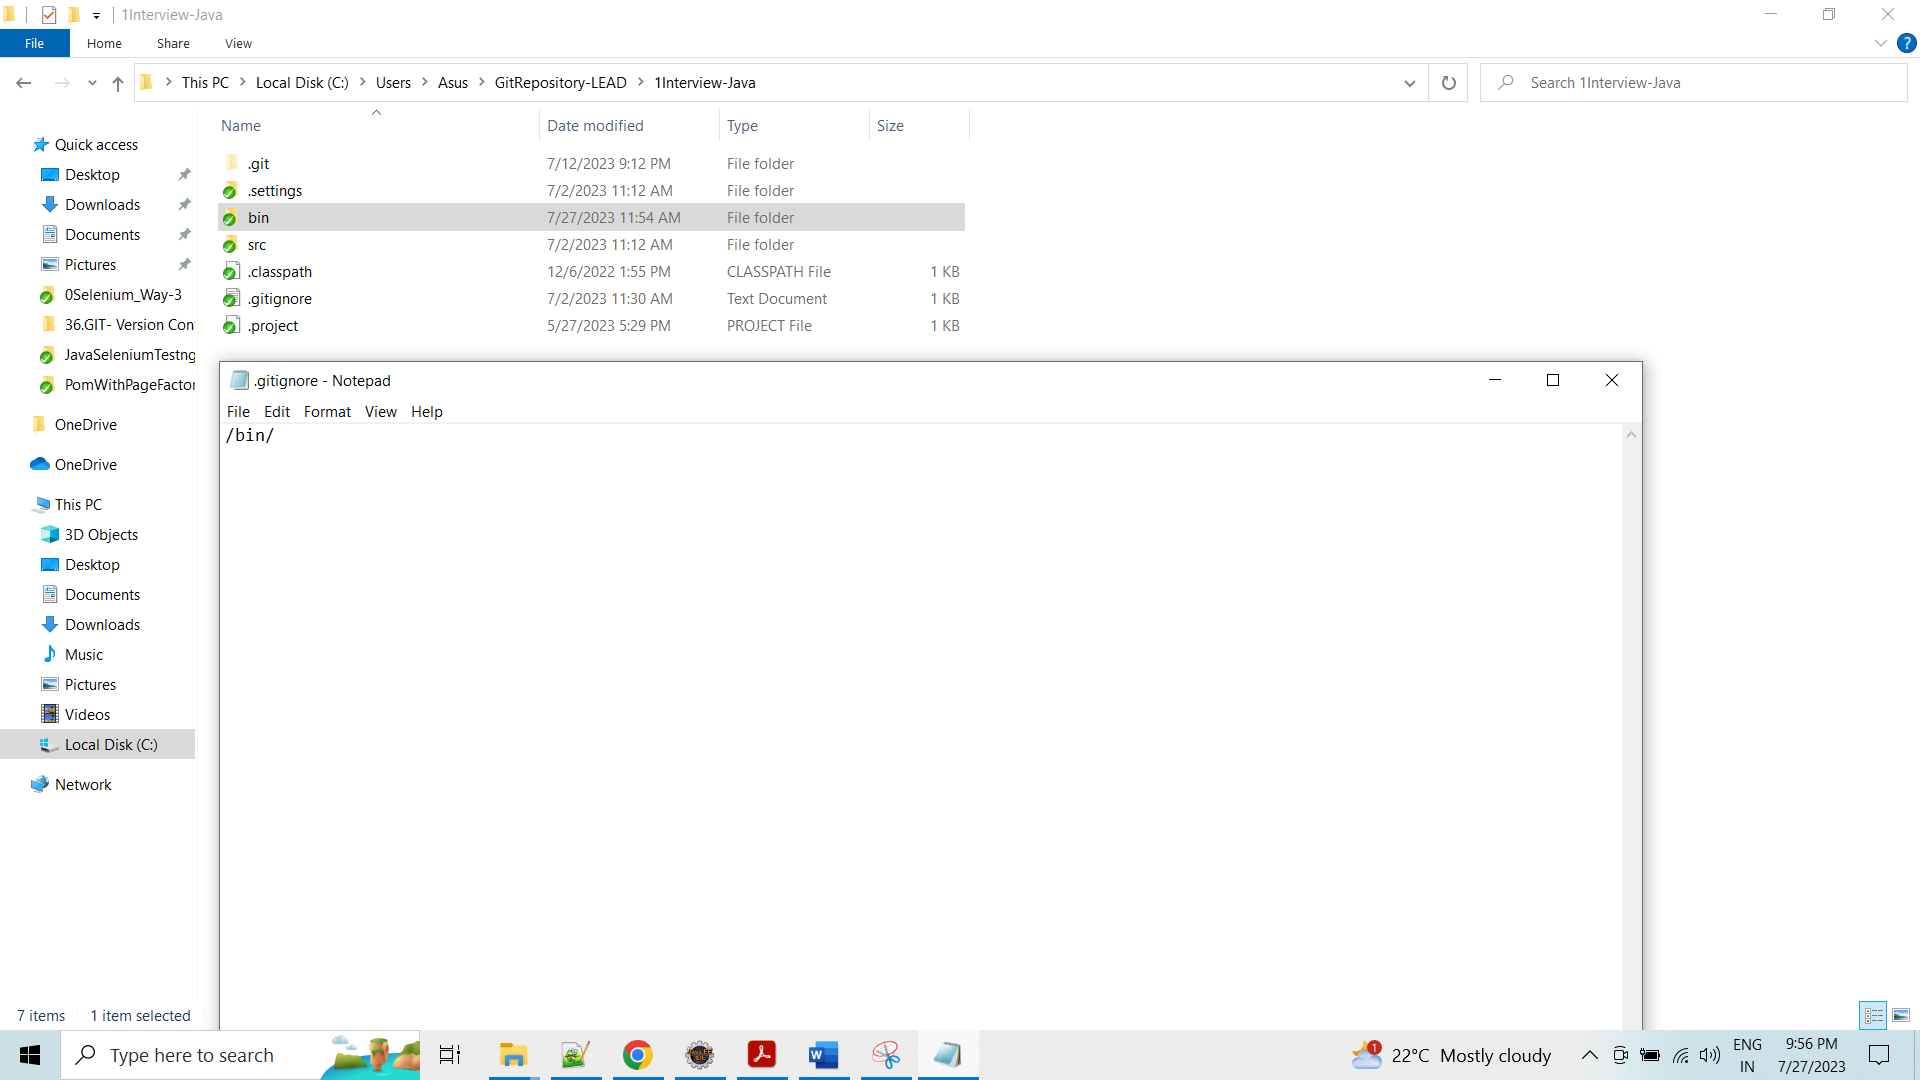 1Interview-Java
File Home Share View
This PC Local Disk (C:) Users Asus GitRepository-LEAD 1Interview-Java
Search 1Interview-Java
Name Date modified Type Size
.git 7/12/2023 9:12 PM File folder
.settings 7/2/2023 11:12 AM File folder
bin 7/27/2023 11:54 AM File folder
src 7/2/2023 11:12 AM File folder
.classpath 12/6/2022 1:55 PM CLASSPATH File 1 KB
.gitignore 7/2/2023 11:30 AM Text Document 1 KB
.project 5/27/2023 5:29 PM PROJECT File 1 KB
Quick access
Desktop
Downloads
Documents
Pictures
0Selenium_Way-3
36.GIT- Version Con
JavaSeleniumTestng
PomWithPageFactor
OneDrive
OneDrive
This PC
3D Objects
Desktop
Documents
Downloads
Music
Pictures
Videos
Local Disk (C:)
Network
.gitignore - Notepad
File Edit Format View Help
/bin/
7 items 1 item selected
Type here to search
1
22°C Mostly cloudy
ENG
IN
9:56 PM
7/27/2023